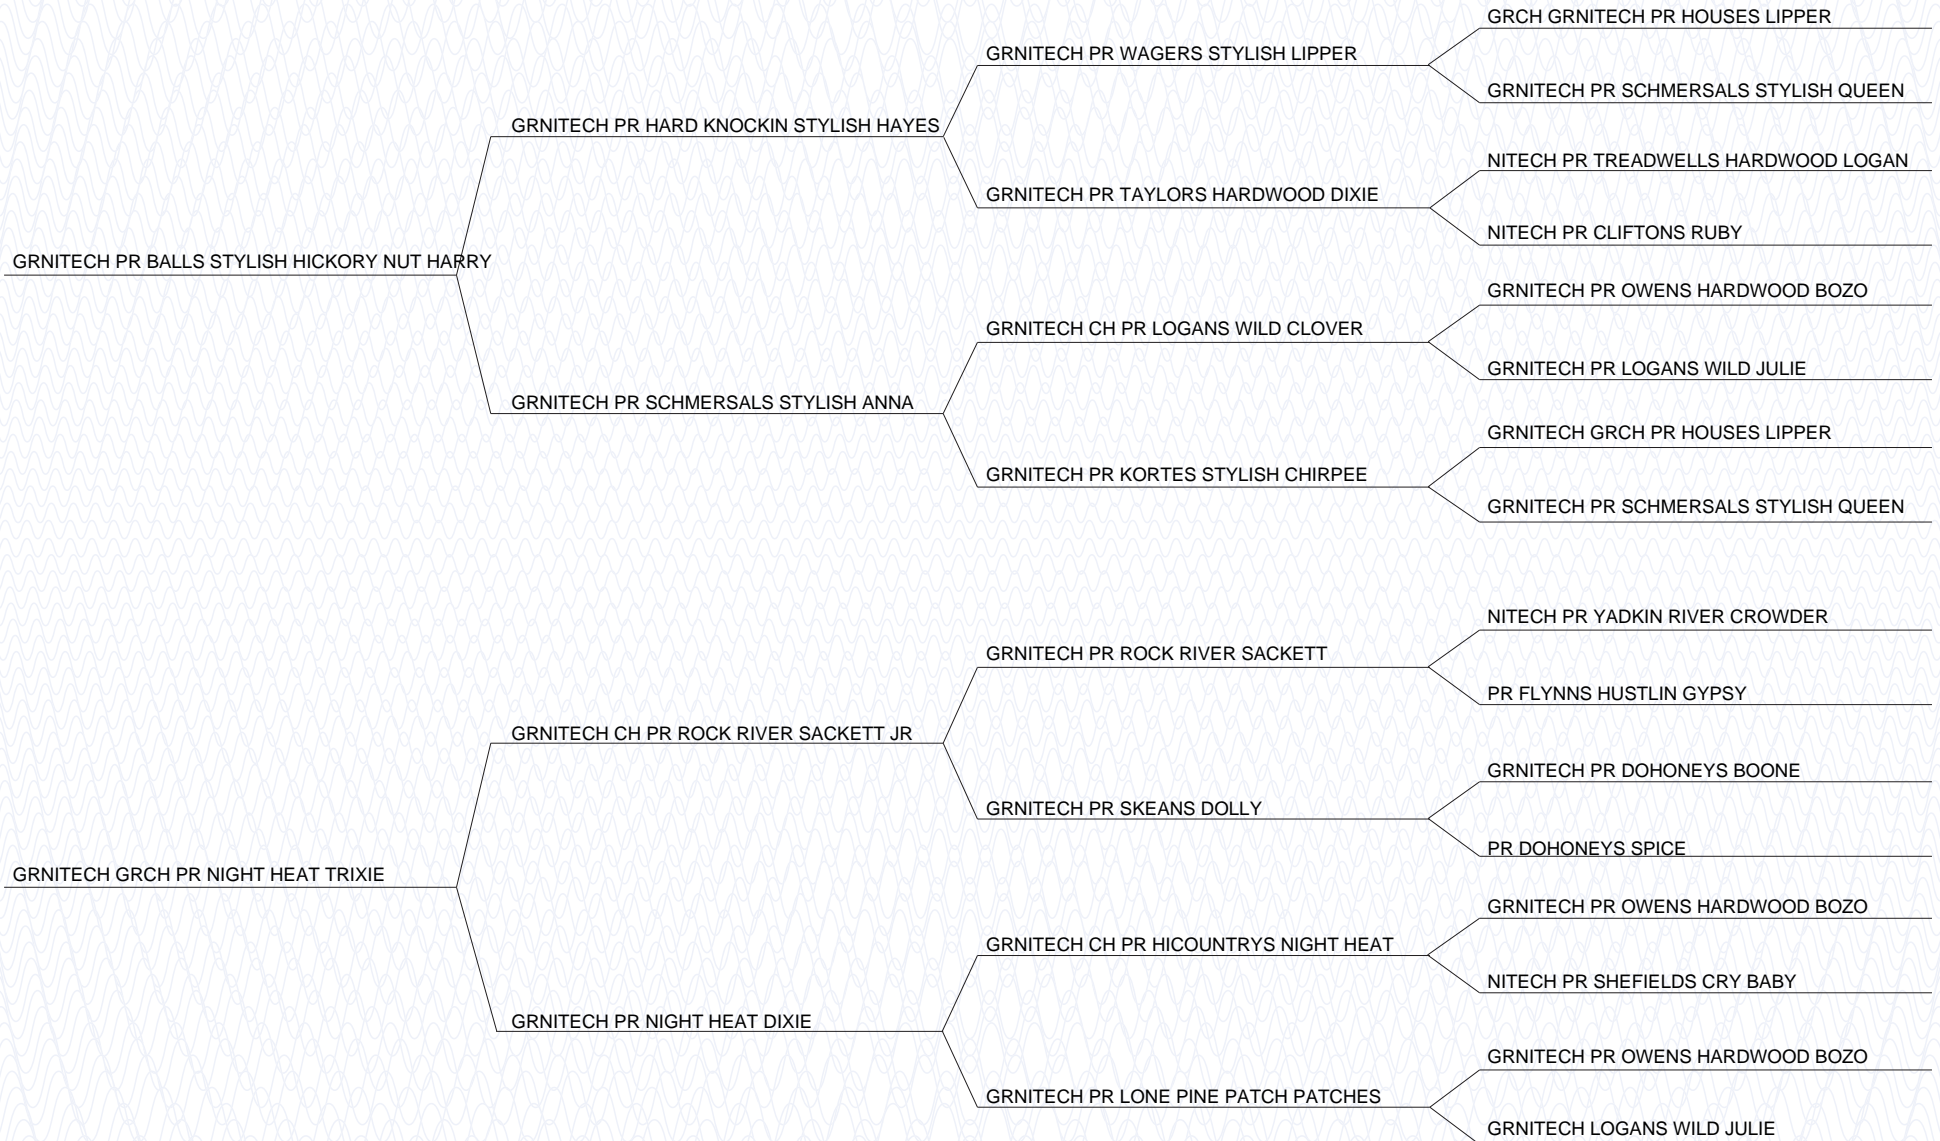 GRCH GRNITECH PR HOUSES LIPPER
GRNITECH PR WAGERS STYLISH LIPPER
GRNITECH PR SCHMERSALS STYLISH QUEEN
GRNITECH PR HARD KNOCKIN STYLISH HAYES
NITECH PR TREADWELLS HARDWOOD LOGAN
GRNITECH PR TAYLORS HARDWOOD DIXIE
NITECH PR CLIFTONS RUBY
GRNITECH PR BALLS STYLISH HICKORY NUT HARRY
GRNITECH PR OWENS HARDWOOD BOZO
GRNITECH CH PR LOGANS WILD CLOVER
GRNITECH PR LOGANS WILD JULIE
GRNITECH PR SCHMERSALS STYLISH ANNA
GRNITECH GRCH PR HOUSES LIPPER
GRNITECH PR KORTES STYLISH CHIRPEE
GRNITECH PR SCHMERSALS STYLISH QUEEN
NITECH PR YADKIN RIVER CROWDER
GRNITECH PR ROCK RIVER SACKETT
PR FLYNNS HUSTLIN GYPSY
GRNITECH CH PR ROCK RIVER SACKETT JR
GRNITECH PR DOHONEYS BOONE
GRNITECH PR SKEANS DOLLY
PR DOHONEYS SPICE
GRNITECH GRCH PR NIGHT HEAT TRIXIE
GRNITECH PR OWENS HARDWOOD BOZO
GRNITECH CH PR HICOUNTRYS NIGHT HEAT
NITECH PR SHEFIELDS CRY BABY
GRNITECH PR NIGHT HEAT DIXIE
GRNITECH PR OWENS HARDWOOD BOZO
GRNITECH PR LONE PINE PATCH PATCHES
GRNITECH LOGANS WILD JULIE